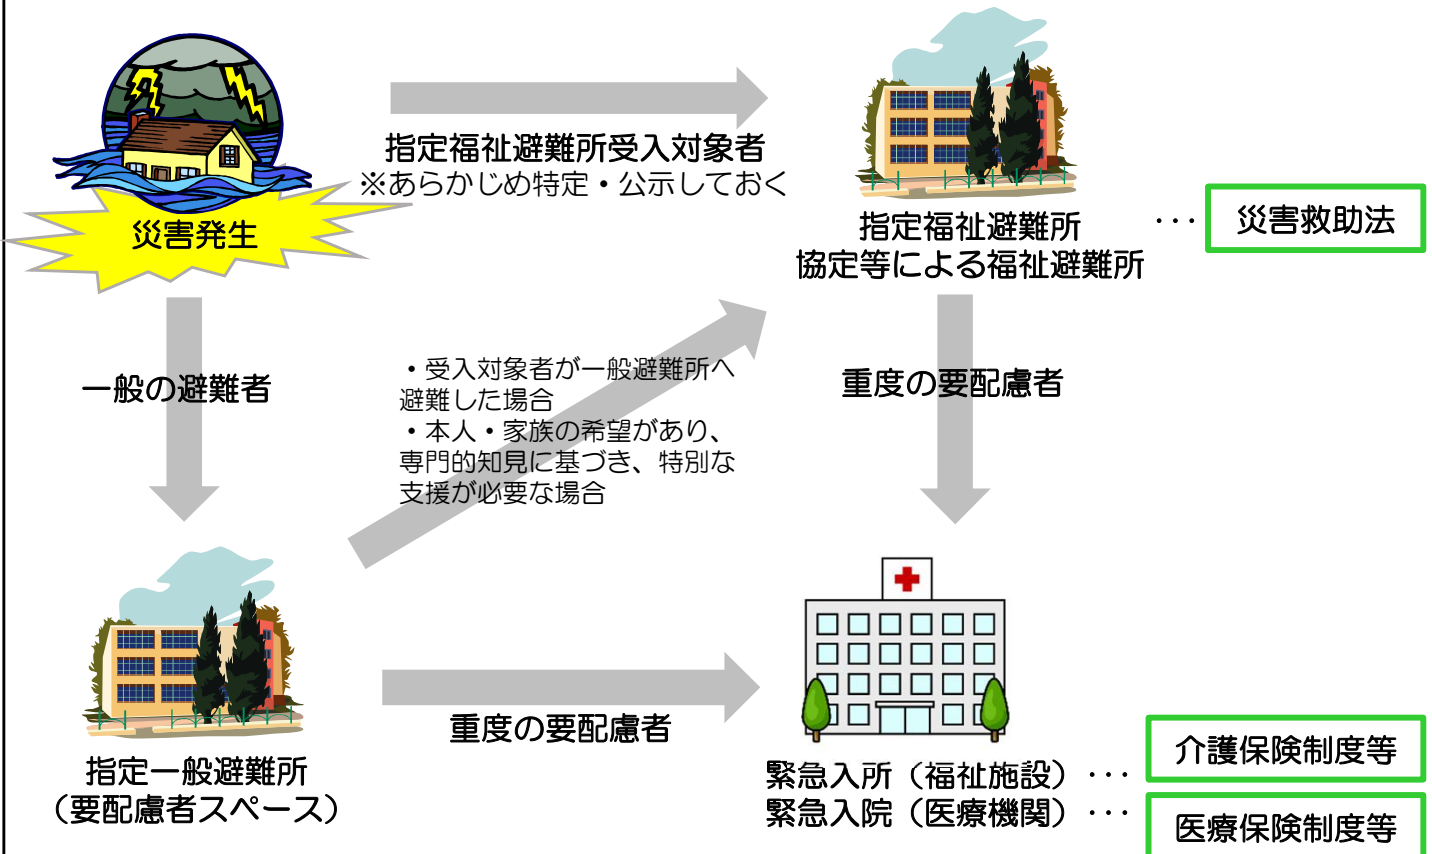 指定福祉避難所受入対象者
※あらかじめ特定・公示しておく
災害発生
指定福祉避難所
協定等による福祉避難所
･･･
災害救助法
一般の避難者
・受入対象者が一般避難所へ
避難した場合
・本人・家族の希望があり、
専門的知見に基づき、特別な
支援が必要な場合
重度の要配慮者
重度の要配慮者
指定一般避難所
（要配慮者スペース）
緊急入所（福祉施設）･･･
介護保険制度等
緊急入院（医療機関）･･･
医療保険制度等